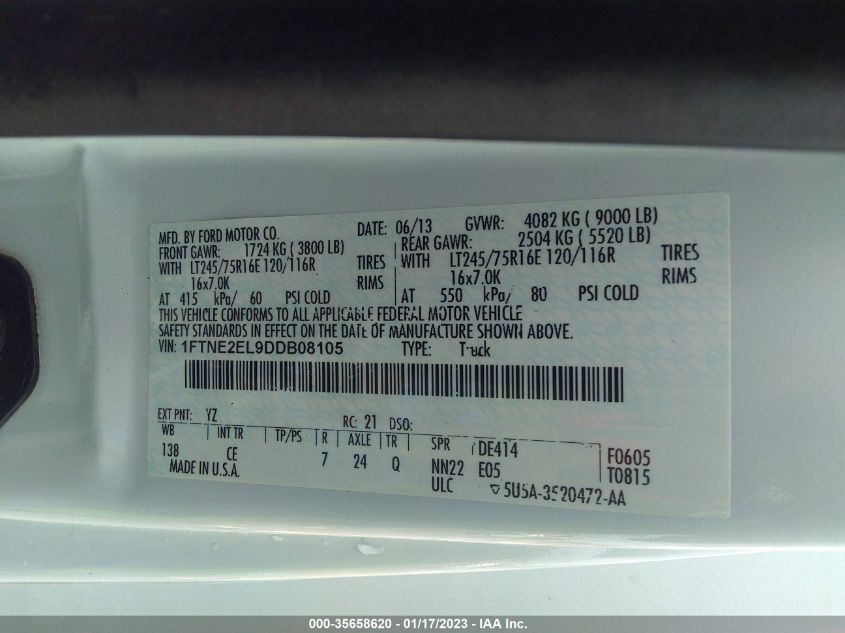 MFD. BY FORD MOTOR CO. DATE: 06/13 GVWR: 4082 KG ( 9000 LB)
FRONT GAWR: 1724 KG ( 3800 LB) REAR GAWR: 2504 KG ( 5520 LB)
WITH LT245/75R16E 120/116R TIRES WITH LT245/75R16E 120/116R TIRES
16x7.0K RIMS 16x7.0K RIMS
AT 415 kPa/ 60 PSI COLD AT 550 kPa/ 80 PSI COLD
THIS VEHICLE CONFORMS TO ALL APPLICABLE FEDERAL MOTOR VEHICLE
SAFETY STANDARDS IN EFFECT ON THE DATE OF MANUFACTURE SHOWN ABOVE.
VIN: 1FTNE2EL9DDB08105 TYPE: Truck
EXT PNT: YZ RC: 21 DSO:
WB INT TR TP/PS R AXLE TR SPR DE414 F0605
138 CE 7 24 Q NN22 E05 T0815
MADE IN U.S.A. ULC ▽5U5A-3520472-AA
000-35658620 - 01/17/2023 - IAA Inc.